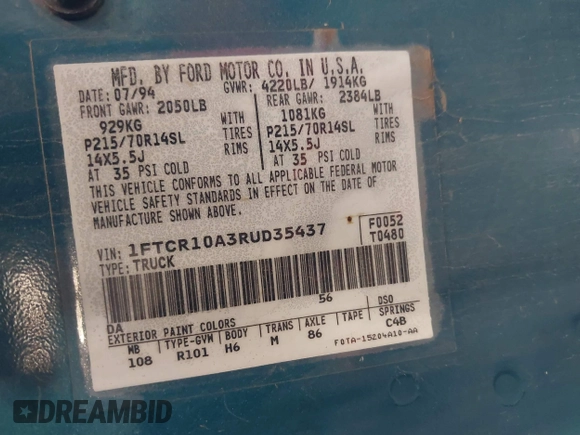 MFD. BY FORD MOTOR CO. IN U.S.A.
DATE: 07/94 GVWR: 4220LB/ 1914KG
FRONT GAWR: 2050LB REAR GAWR: 2384LB
929KG WITH 1081KG WITH
P215/70R14SL TIRES P215/70R14SL TIRES
14X5.5J RIMS 14X5.5J RIMS
AT 35 PSI COLD AT 35 PSI COLD
THIS VEHICLE CONFORMS TO ALL APPLICABLE FEDERAL MOTOR
VEHICLE SAFETY STANDARDS IN EFFECT ON THE DATE OF
MANUFACTURE SHOWN ABOVE.
VIN: 1FTCR10A3RUD35437 F0052
TYPE: TRUCK T0480
56
OA
EXTERIOR PAINT COLORS DSO
WB TYPE-GVW BODY TRANS AXLE TAPE SPRINGS
108 R101 H6 M 86 C4B
F0TA-15204A10-AA
DREAMBID